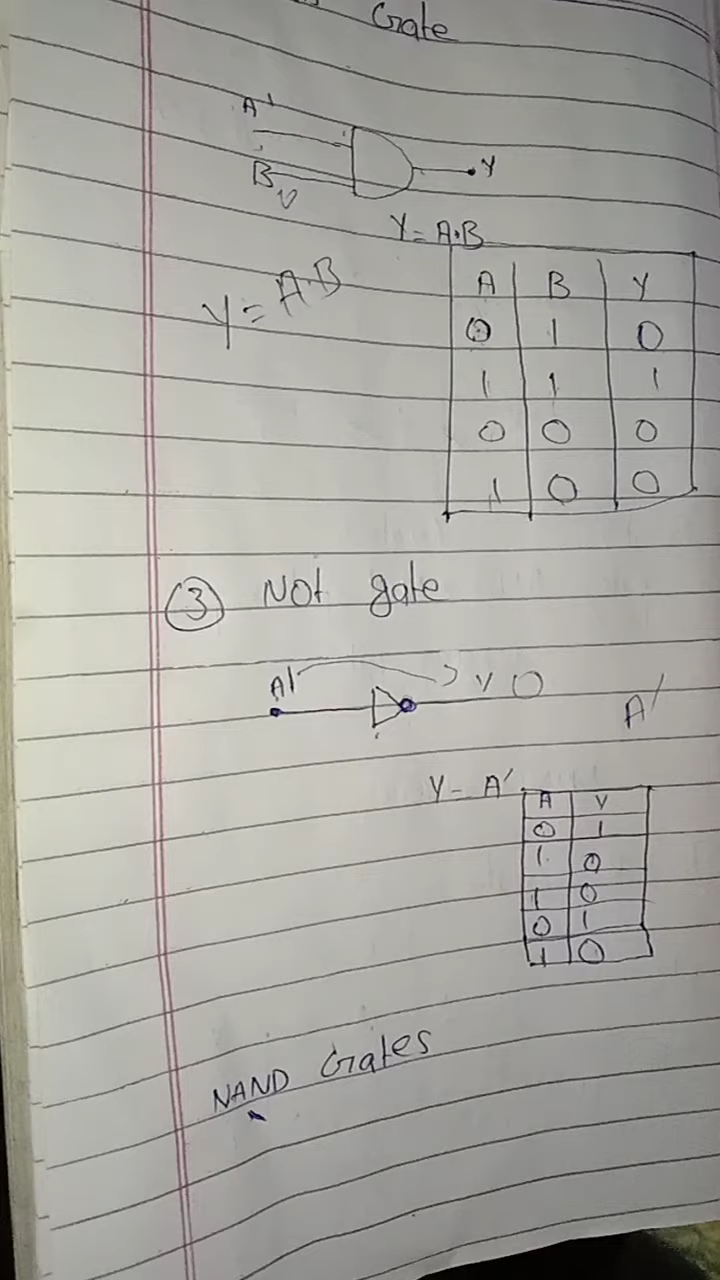 Gate
A'
B
Y
Y = A·B
Y = A·B
A B Y
0 1 0
1 1 1
0 0 0
1 0 0
③ NOt gate
A1 Y 0
A'
Y = A'
A Y
0 1
1 0
1 0
0 1
1 0
NAND Gates